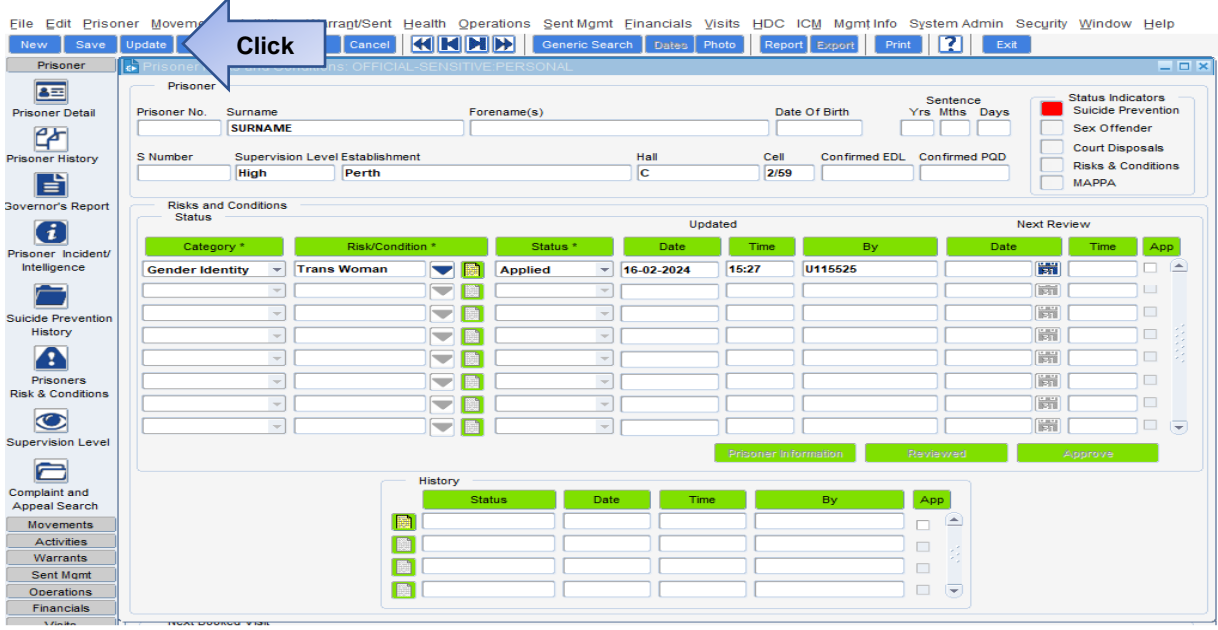 File Edit Prisoner Movements rrant/Sent Health Operations Sent Mgmt Financials Visits HDC ICM Mgmt Info System Admin Security Window Help
New Save Update Click Cancel Generic Search Dates Photo Report Export Print ? Exit
Prisoner
Prisoner Conditions: OFFICIAL-SENSITIVE:PERSONAL
Prisoner
Sentence
Status Indicators
Prisoner Detail
Prisoner No. Surname Forename(s) Date Of Birth Yrs Mths Days
Suicide Prevention
SURNAME
Sex Offender
Court Disposals
Prisoner History
S Number Supervision Level Establishment Hall Cell Confirmed EDL Confirmed PQD
Risks & Conditions
High Perth C 2/59
MAPPA
Governor's Report
Risks and Conditions
Status
Updated Next Review
Category * Risk/Condition * Status * Date Time By Date Time App
Prisoner Incident/
Intelligence
Gender Identity Trans Woman Applied 16-02-2024 15:27 U115525
Suicide Prevention
History
Prisoners
Risk & Conditions
Supervision Level
Prisoner Information Reviewed Approve
History
Status Date Time By App
Complaint and
Appeal Search
Movements
Activities
Warrants
Sent Mgmt
Operations
Financials
Visits
Next Booked Visit